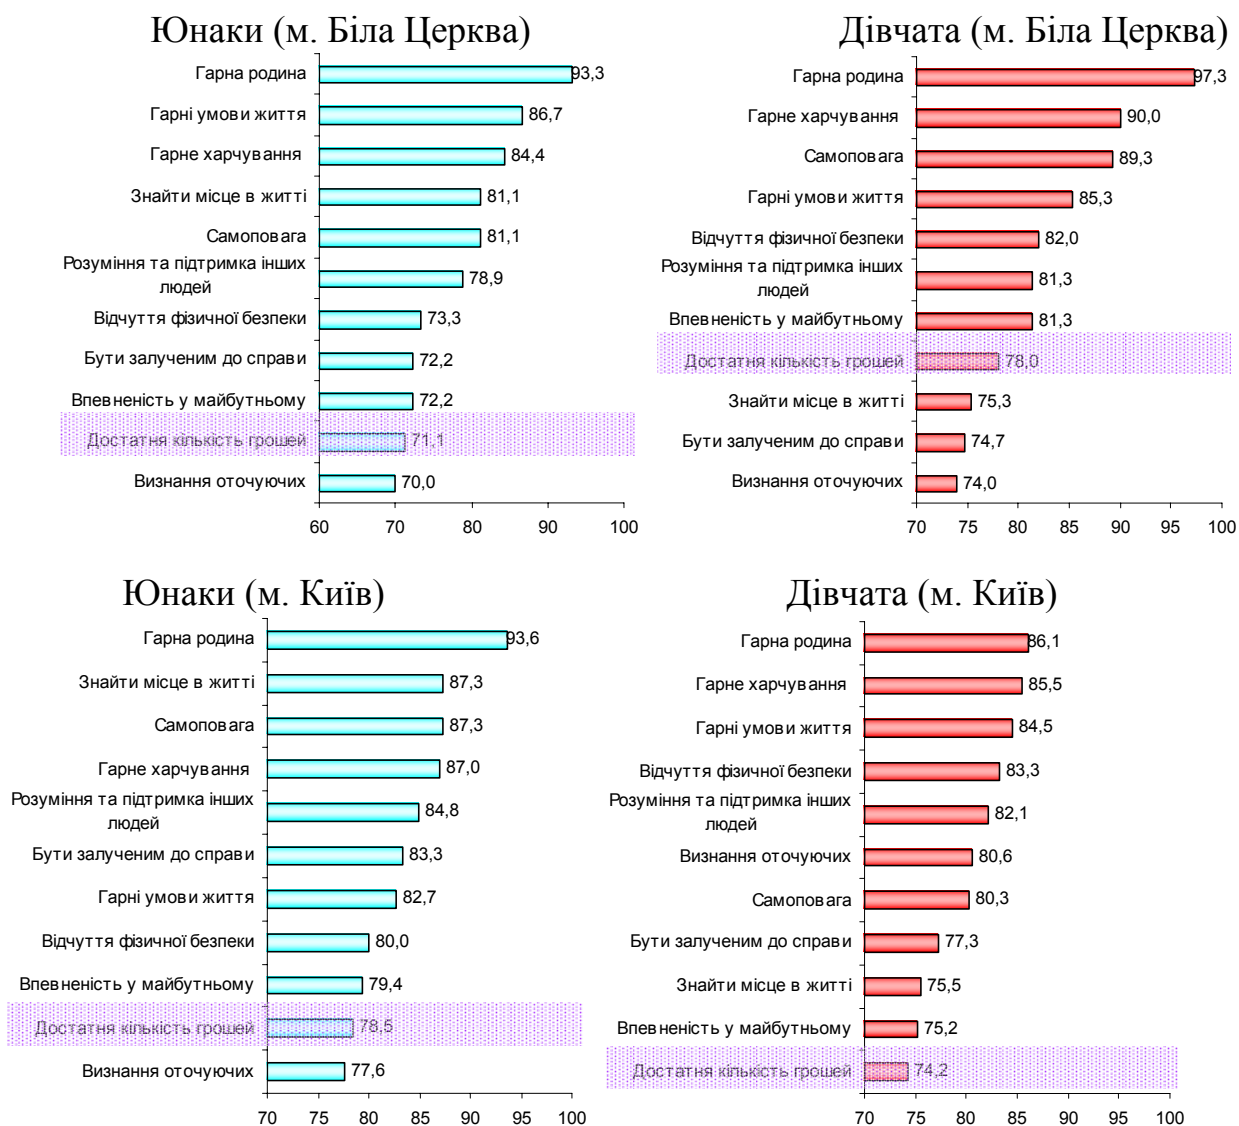 Юнаки (м. Біла Церква)
Гарна родина 93,3
Гарні умови життя 86,7
Гарне харчування 84,4
Знайти місце в житті 81,1
Самоповага 81,1
Розуміння та підтримка інших
людей 78,9
Відчуття фізичної безпеки 73,3
Бути залученим до справи 72,2
Впевненість у майбутньому 72,2
Достатня кількість грошей 71,1
Визнання оточуючих 70,0
60 70 80 90 100
Дівчата (м. Біла Церква)
Гарна родина 97,3
Гарне харчування 90,0
Самоповага 89,3
Гарні умови життя 85,3
Відчуття фізичної безпеки 82,0
Розуміння та підтримка інших
людей 81,3
Впевненість у майбутньому 81,3
Достатня кількість грошей 78,0
Знайти місце в житті 75,3
Бути залученим до справи 74,7
Визнання оточуючих 74,0
70 75 80 85 90 95 100
Юнаки (м. Київ)
Гарна родина 93,6
Знайти місце в житті 87,3
Самоповага 87,3
Гарне харчування 87,0
Розуміння та підтримка інших
людей 84,8
Бути залученим до справи 83,3
Гарні умови життя 82,7
Відчуття фізичної безпеки 80,0
Впевненість у майбутньому 79,4
Достатня кількість грошей 78,5
Визнання оточуючих 77,6
70 75 80 85 90 95 100
Дівчата (м. Київ)
Гарна родина 86,1
Гарне харчування 85,5
Гарні умови життя 84,5
Відчуття фізичної безпеки 83,3
Розуміння та підтримка інших
людей 82,1
Визнання оточуючих 80,6
Самоповага 80,3
Бути залученим до справи 77,3
Знайти місце в житті 75,5
Впевненість у майбутньому 75,2
Достатня кількість грошей 74,2
70 75 80 85 90 95 100